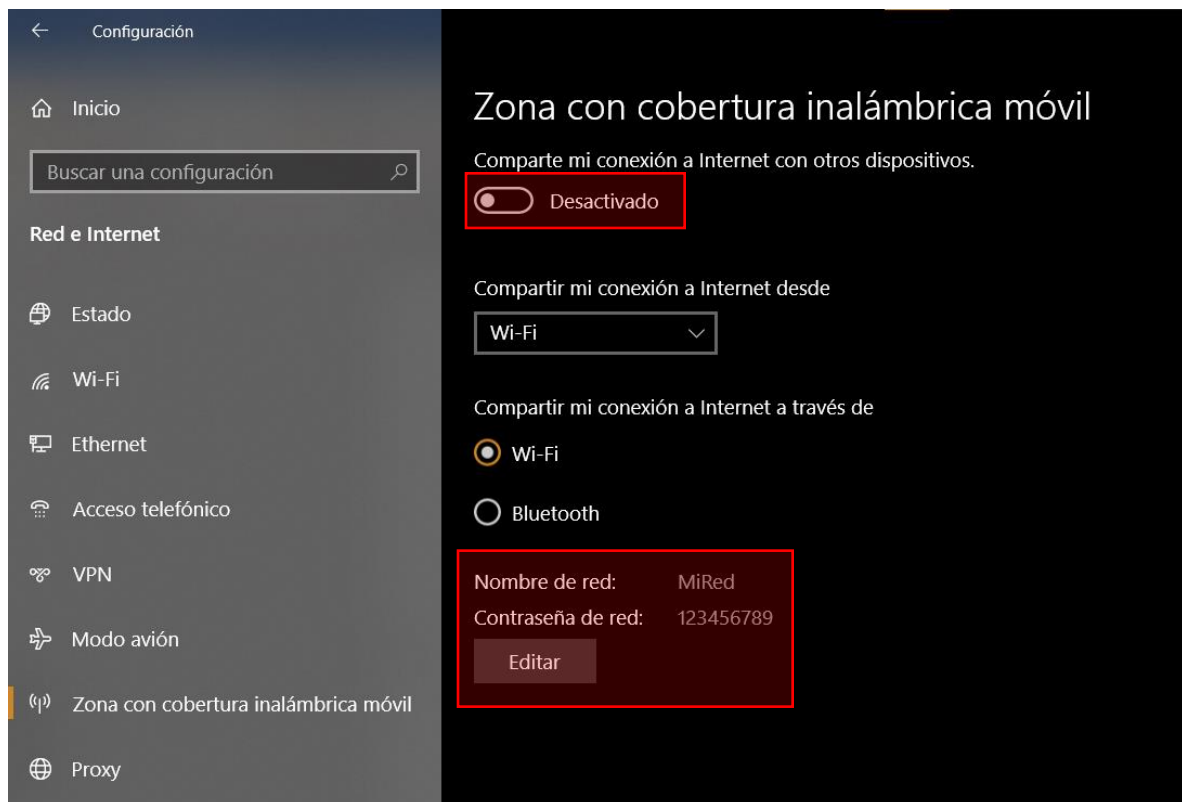 Configuración
Inicio
Buscar una configuración
Red e Internet
Estado
Wi-Fi
Ethernet
Acceso telefónico
VPN
Modo avión
Zona con cobertura inalámbrica móvil
Proxy
Zona con cobertura inalámbrica móvil
Comparte mi conexión a Internet con otros dispositivos.
Desactivado
Compartir mi conexión a Internet desde
Wi-Fi
Compartir mi conexión a Internet a través de
Wi-Fi
Bluetooth
Nombre de red: MiRed
Contraseña de red: 123456789
Editar